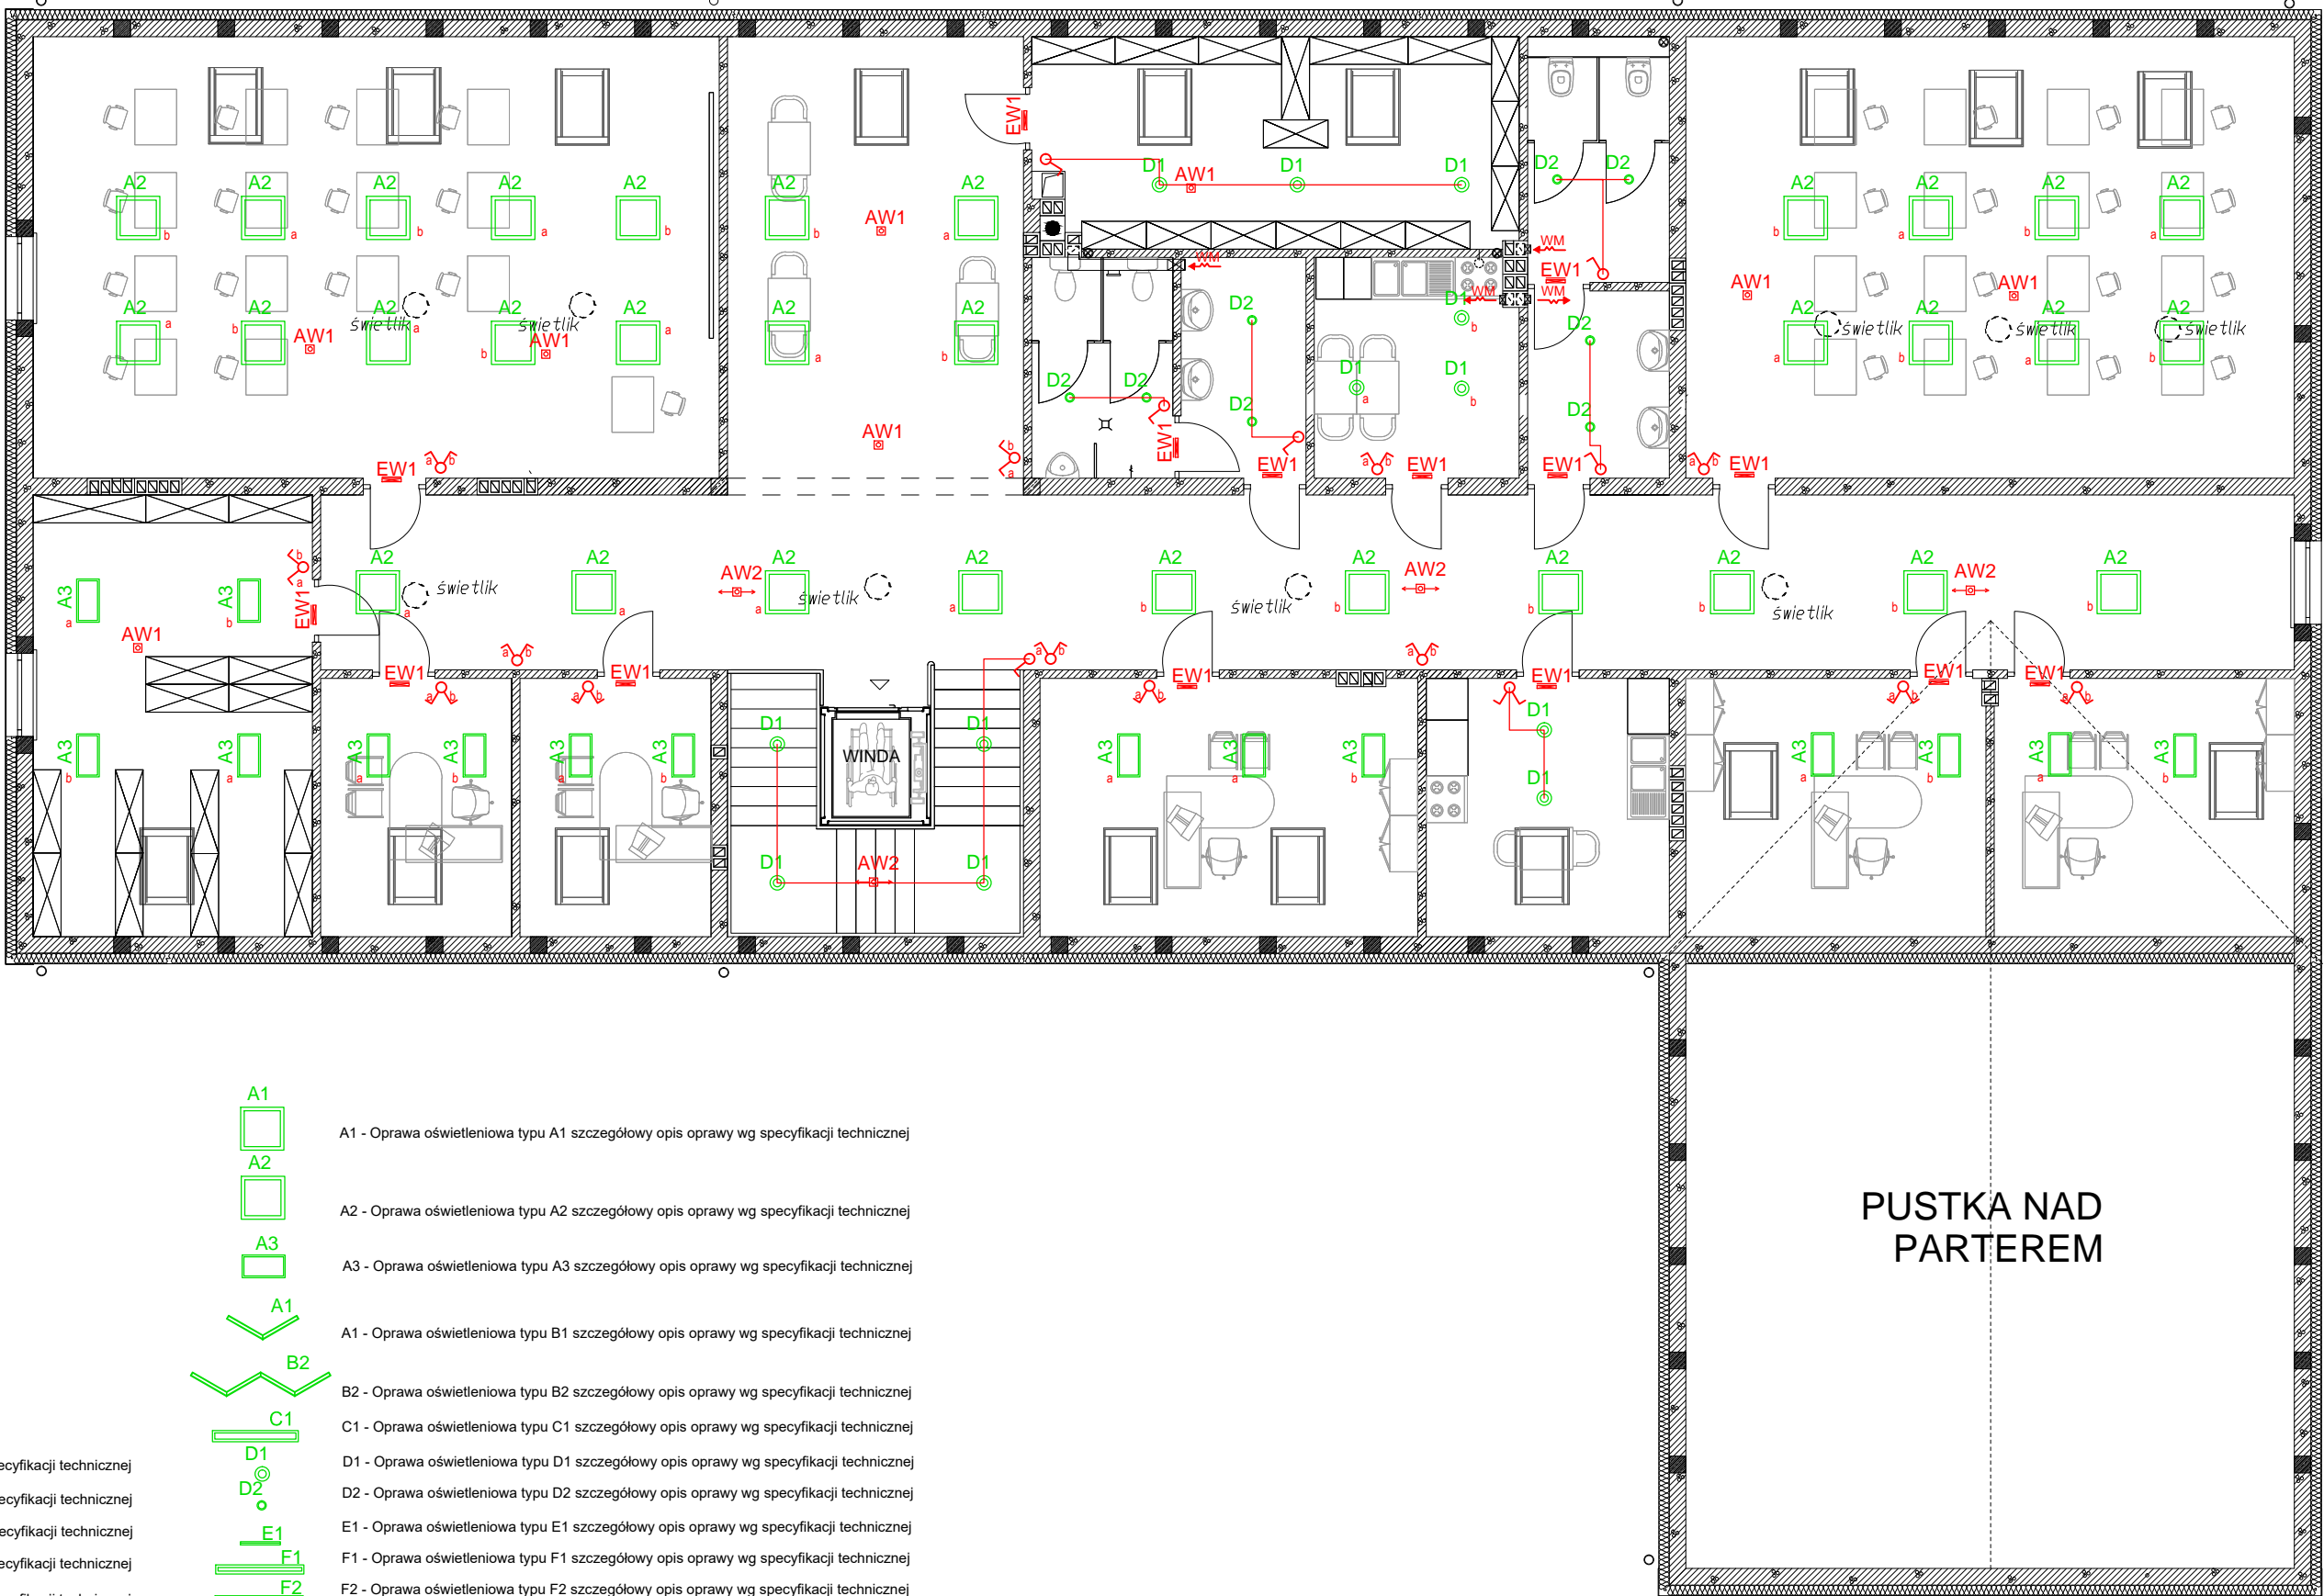 EW1
D1 D1 D1
AW1
D2 D2
A2 A2 A2 A2 A2 A2 A2 A2 A2 A2 A2
b a b a b b a b a b a
AW1
WM
WM
EW1
AW1 AW1
D2
WM WM
D1
b
A2 A2 A2 A2 A2 A2 A2 A2 A2 A2 A2
a b a b a a b a b a b
świetlik świetlik
świetlik świetlik świetlik
AW1 AW1
D2
D2 D2
D1 D1
a b
D2
D2
AW1
EW1
EW1 a b
b
a
EW1
a b
EW1
EW1
a b
EW1
b
a
EW1
A3 A3
a b
A2 A2 A2 A2 A2 A2 A2 A2 A2 A2
a a a a b b b b b b
AW2 AW2 AW2
świetlik świetlik świetlik świetlik
AW1
a b
a b
a b
EW1 EW1 EW1 EW1 EW1 EW1
a b
a b
a b
a b
a b
D1 D1
WINDA
D1
A3 A3 A3 A3 A3 A3 A3 A3 A3 A3 A3 A3 A3
b a a b a b a b a b a b
D1
D1 AW2 D1
PUSTKA NAD
PARTEREM
A1
A1 - Oprawa oświetleniowa typu A1 szczegółowy opis oprawy wg specyfikacji technicznej
A2
A2 - Oprawa oświetleniowa typu A2 szczegółowy opis oprawy wg specyfikacji technicznej
A3
A3 - Oprawa oświetleniowa typu A3 szczegółowy opis oprawy wg specyfikacji technicznej
A1
A1 - Oprawa oświetleniowa typu B1 szczegółowy opis oprawy wg specyfikacji technicznej
B2
B2 - Oprawa oświetleniowa typu B2 szczegółowy opis oprawy wg specyfikacji technicznej
C1
C1 - Oprawa oświetleniowa typu C1 szczegółowy opis oprawy wg specyfikacji technicznej
D1
D1 - Oprawa oświetleniowa typu D1 szczegółowy opis oprawy wg specyfikacji technicznej
D2
D2 - Oprawa oświetleniowa typu D2 szczegółowy opis oprawy wg specyfikacji technicznej
E1
E1 - Oprawa oświetleniowa typu E1 szczegółowy opis oprawy wg specyfikacji technicznej
F1
F1 - Oprawa oświetleniowa typu F1 szczegółowy opis oprawy wg specyfikacji technicznej
F2
F2 - Oprawa oświetleniowa typu F2 szczegółowy opis oprawy wg specyfikacji technicznej
ecyfikacji technicznej
ecyfikacji technicznej
ecyfikacji technicznej
ecyfikacji technicznej